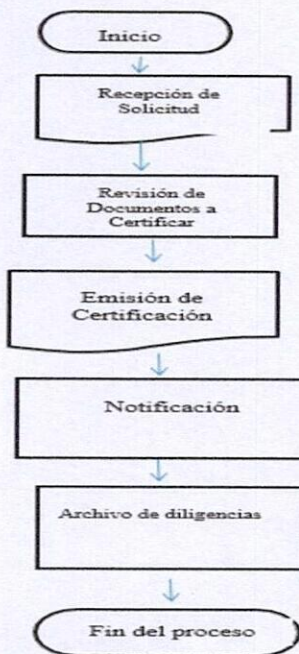 Inicio
Recepción de
Solicitud
Revisión de
Documentos a
Certificar
Emisión de
Certificación
Notificación
Archivo de diligencias
Fin del proceso